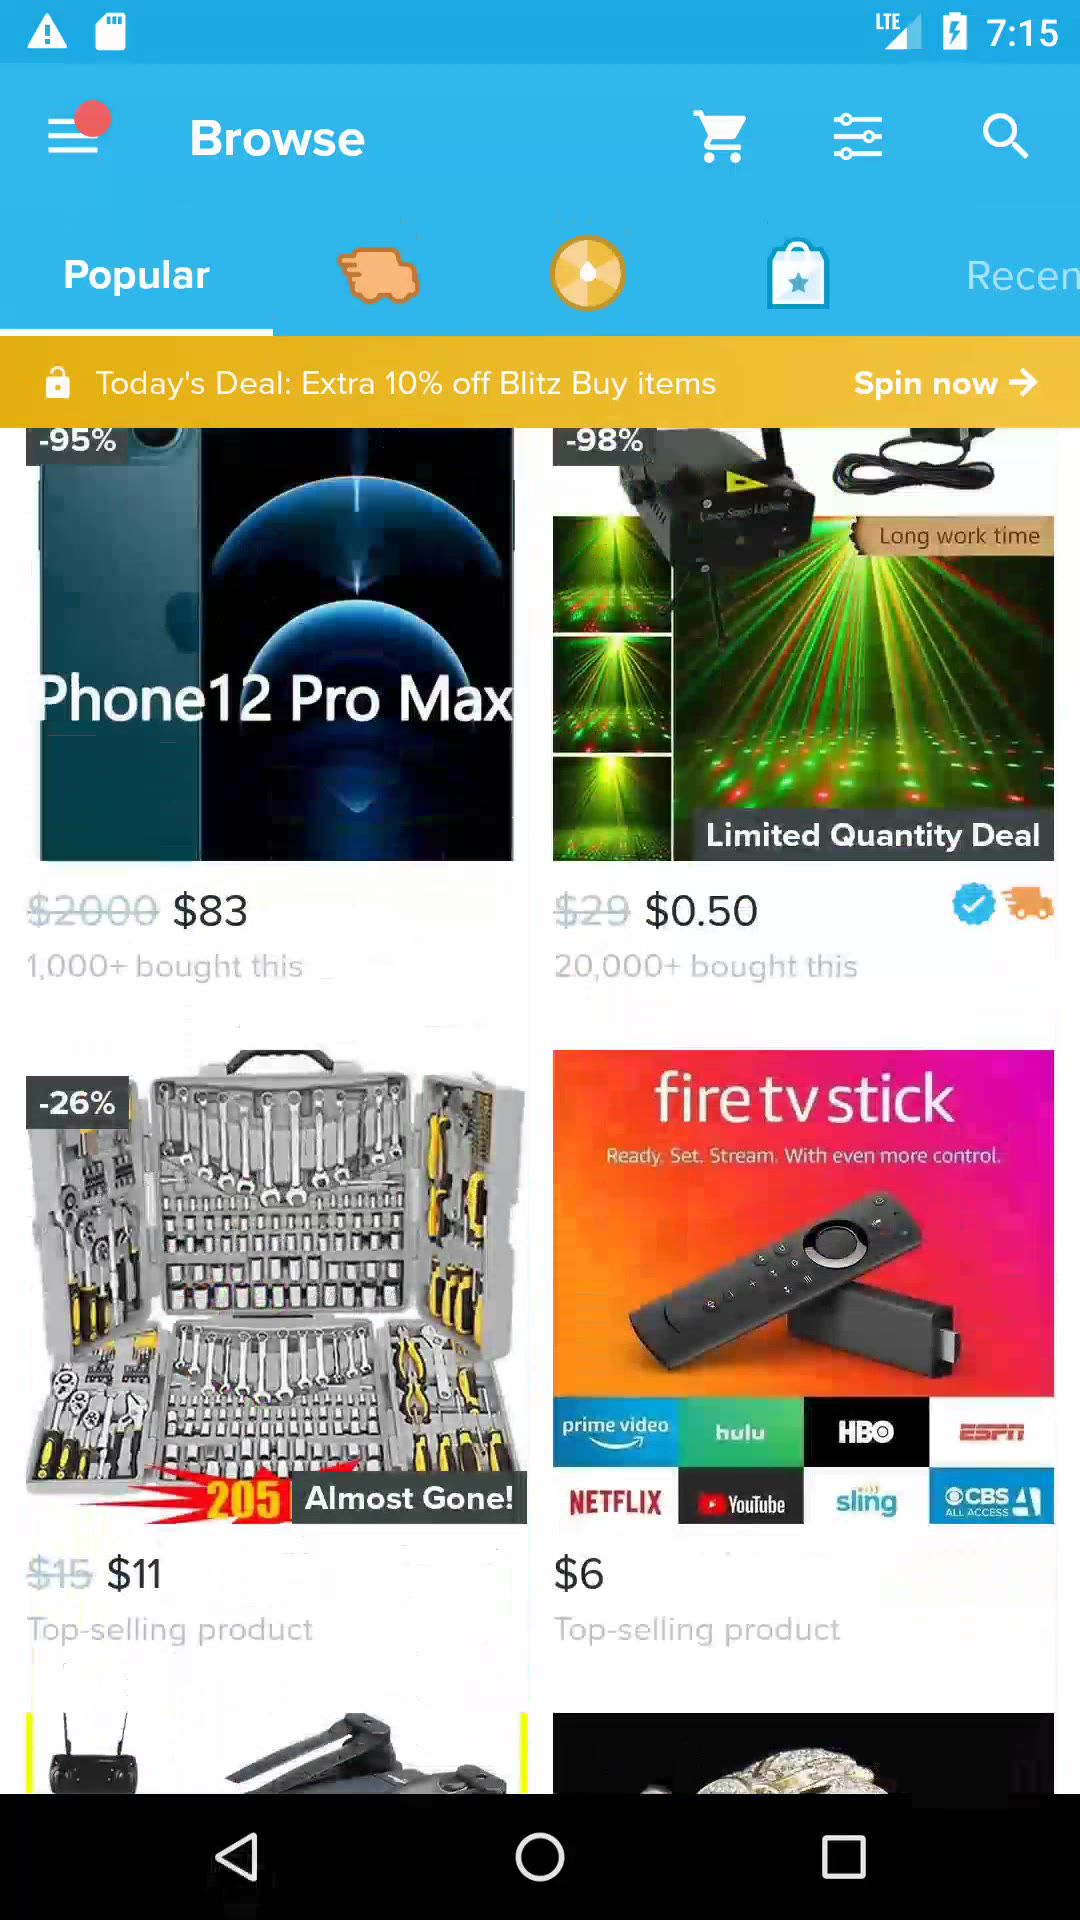 LTE 7:15
Browse
Popular
Recen
Today's Deal: Extra 10% off Blitz Buy items
Spin now →
-95%
Phone12 Pro Max
-98%
Long work time
Limited Quantity Deal
$2000 $83
1,000+ bought this
$29 $0.50
20,000+ bought this
-26%
205
Almost Gone!
fire tv stick
Ready. Set. Stream. With even more control.
prime video
hulu
HBO
ESPN
NETFLIX
YouTube
sling
CBS
ALL ACCESS
$15 $11
Top-selling product
$6
Top-selling product